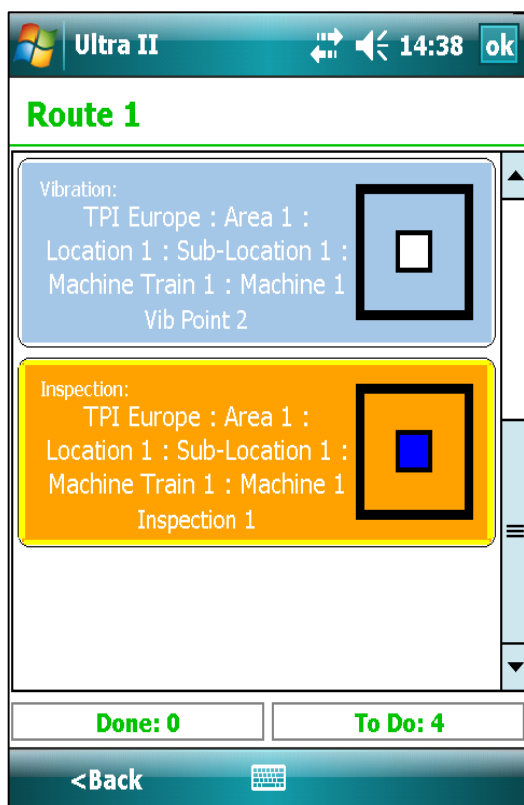 Ultra II 14:38 ok
Route 1
Vibration:
TPI Europe : Area 1 :
Location 1 : Sub-Location 1 :
Machine Train 1 : Machine 1
Vib Point 2
Inspection:
TPI Europe : Area 1 :
Location 1 : Sub-Location 1 :
Machine Train 1 : Machine 1
Inspection 1
Done: 0 To Do: 4
<Back